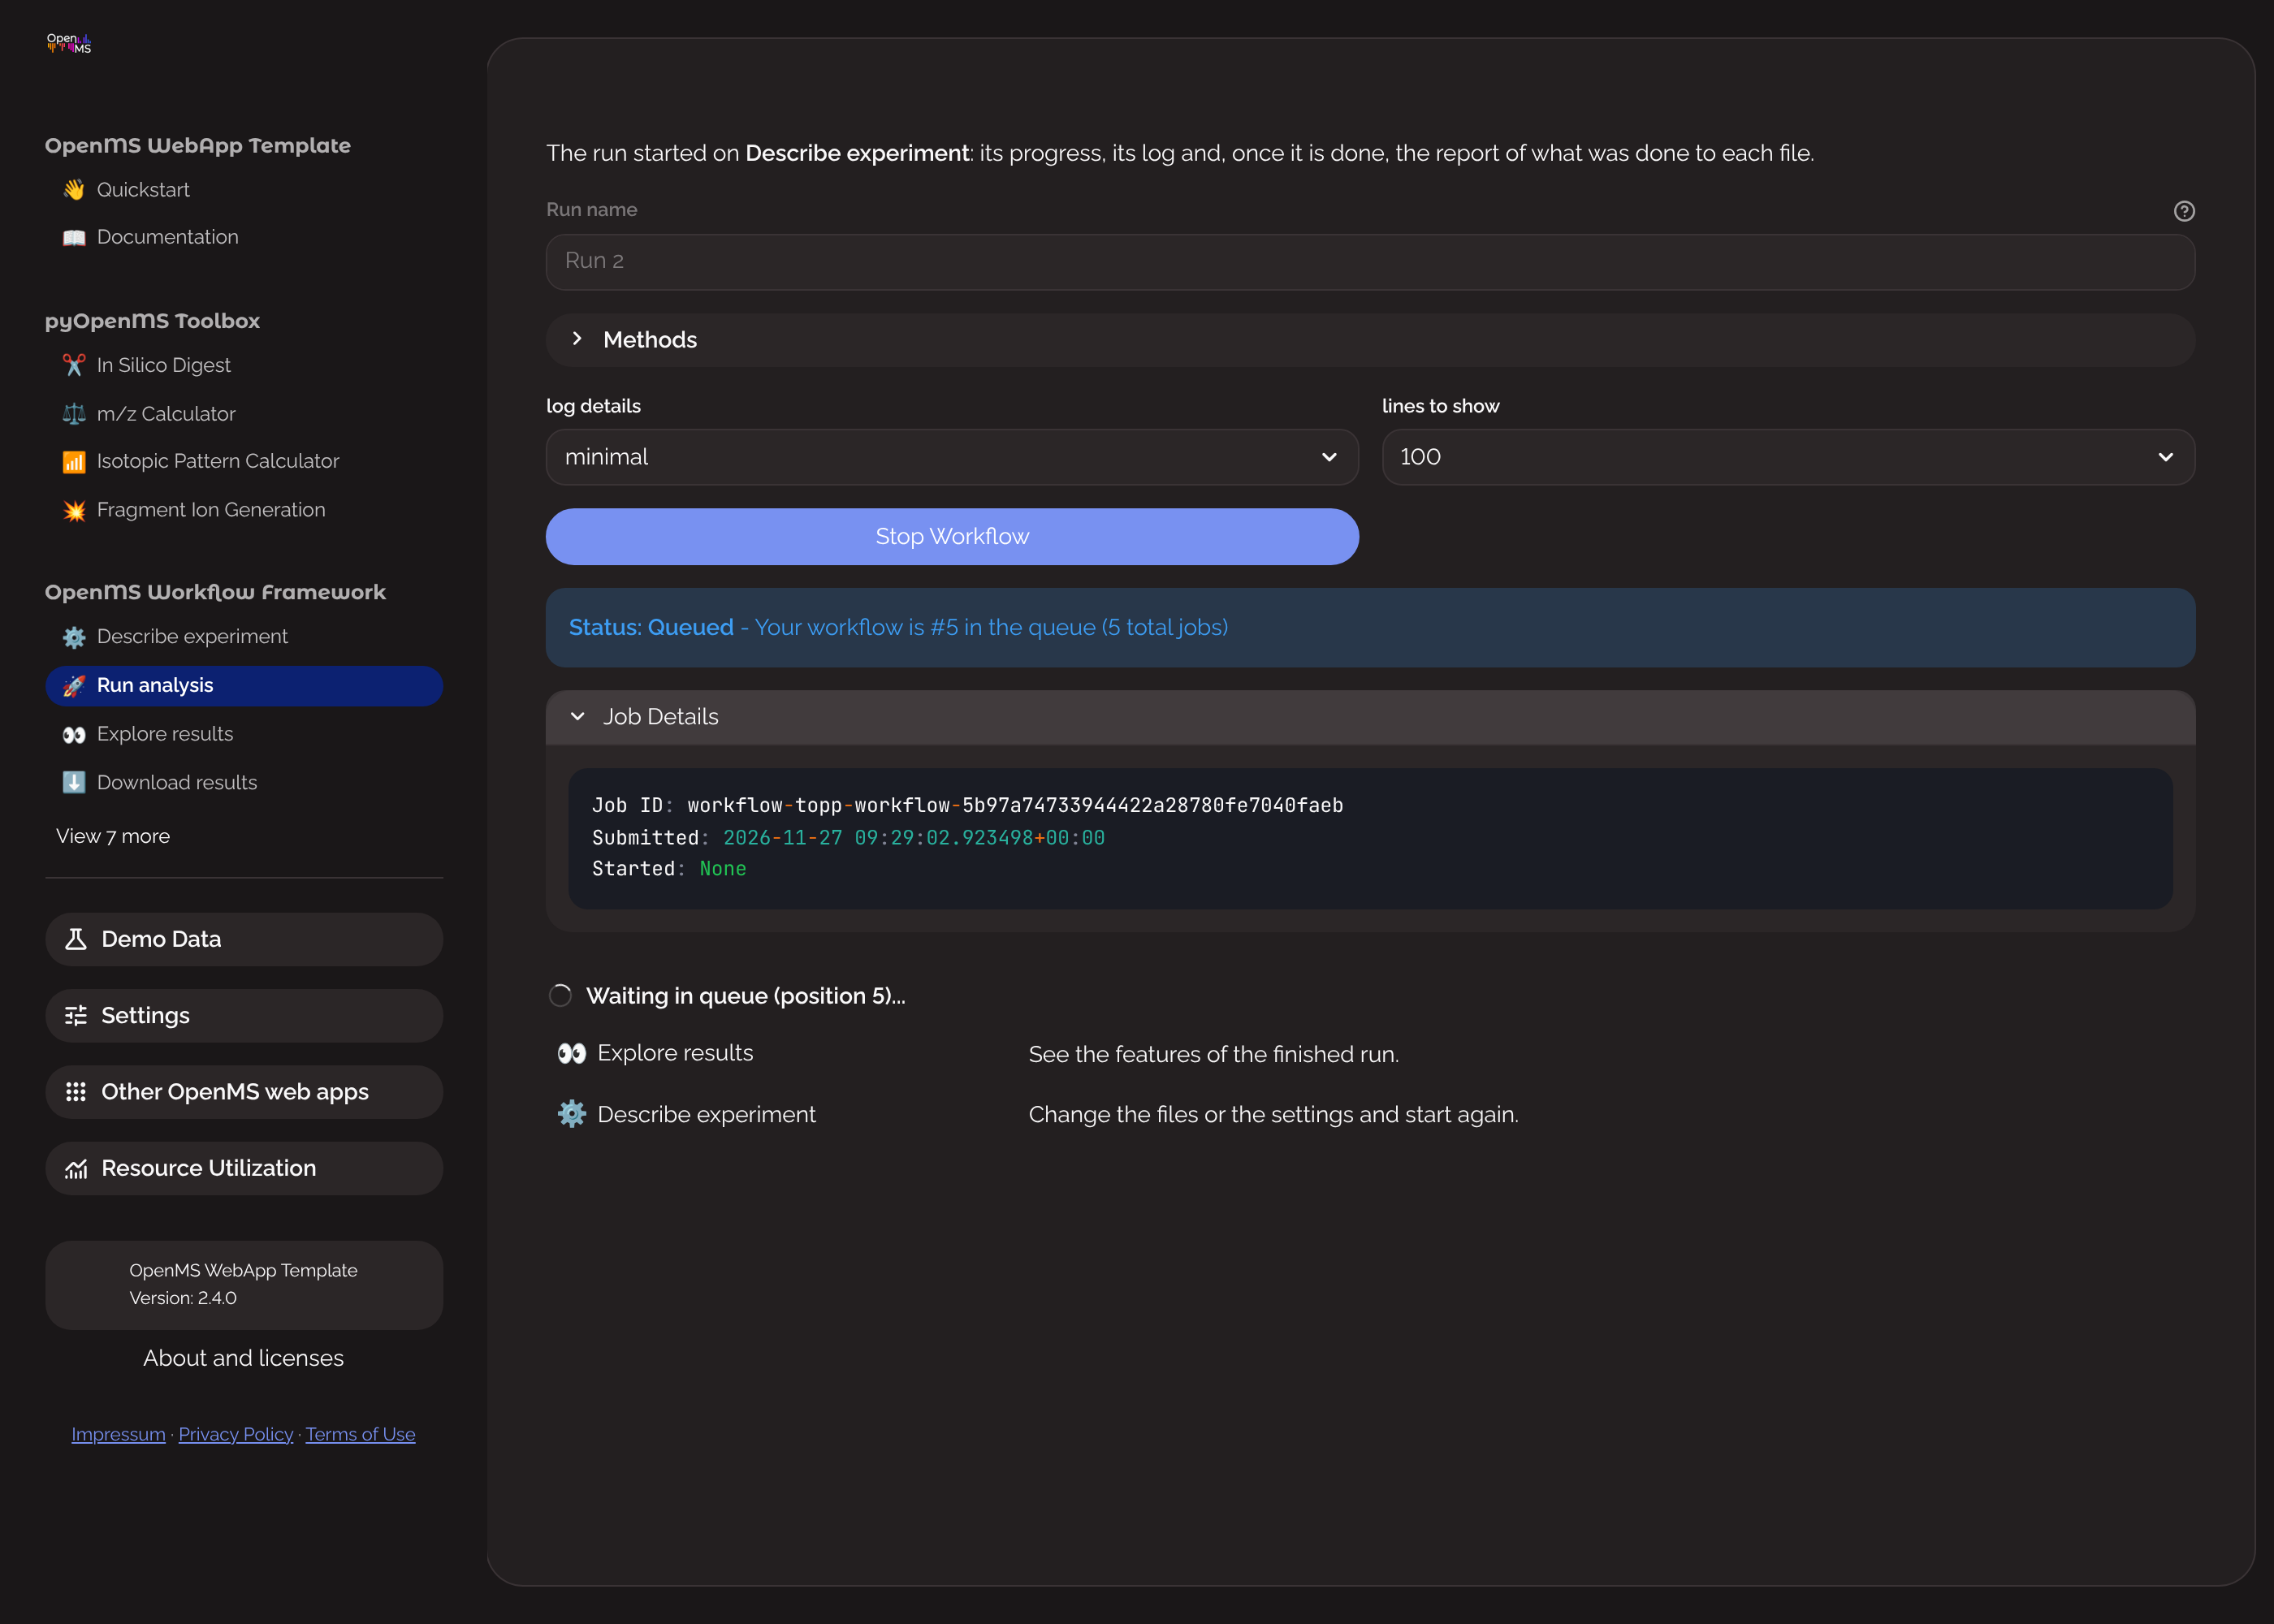 OpenMS
OpenMS WebApp Template
Quickstart
Documentation
pyOpenMS Toolbox
In Silico Digest
m/z Calculator
Isotopic Pattern Calculator
Fragment Ion Generation
OpenMS Workflow Framework
Describe experiment
Run analysis
Explore results
Download results
View 7 more
Demo Data
Settings
Other OpenMS web apps
Resource Utilization
OpenMS WebApp Template
Version: 2.4.0
About and licenses
Impressum · Privacy Policy · Terms of Use
The run started on Describe experiment: its progress, its log and, once it is done, the report of what was done to each file.
Run name
Run 2
Methods
log details
lines to show
minimal
100
Stop Workflow
Status: Queued - Your workflow is #5 in the queue (5 total jobs)
Job Details
Job ID: workflow-topp-workflow-5b97a74733944422a28780fe7040faeb
Submitted: 2026-11-27 09:29:02.923498+00:00
Started: None
Waiting in queue (position 5)...
Explore results
See the features of the finished run.
Describe experiment
Change the files or the settings and start again.